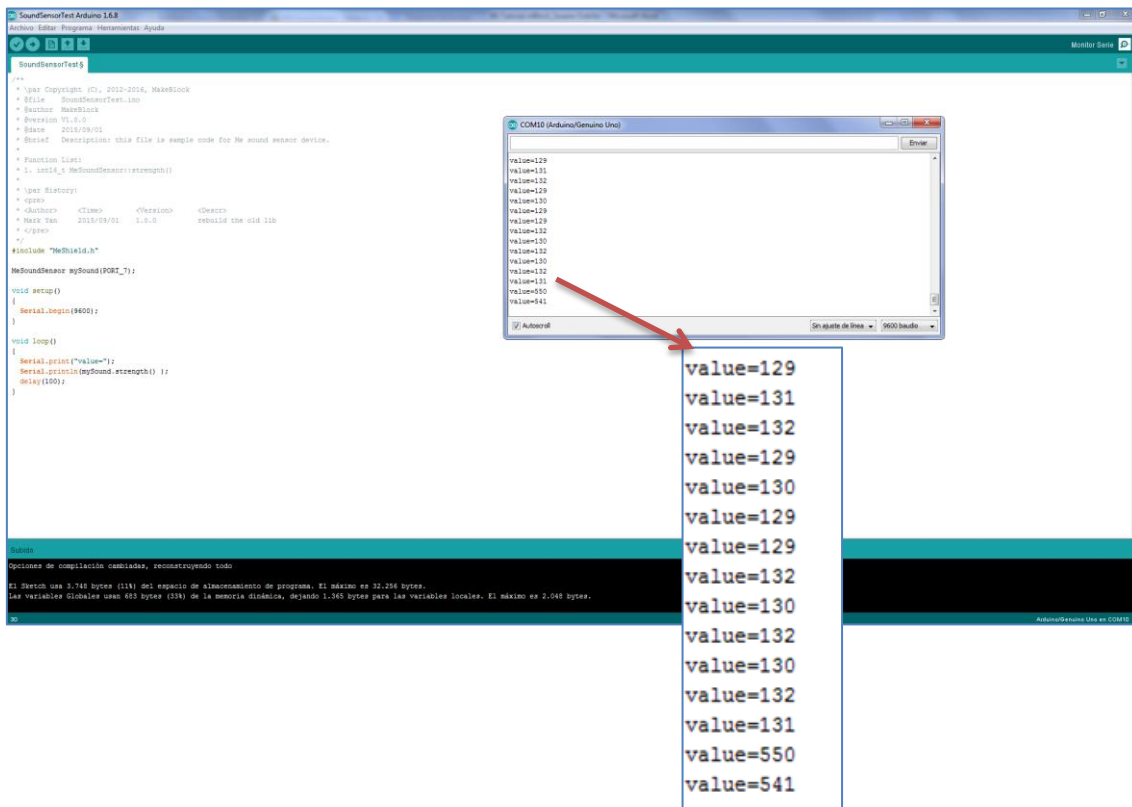 SoundSensorTest Arduino 1.6.8
Archivo Editar Programa Herramientas Ayuda
Monitor Serie
SoundSensorTest §
/**
* \par Copyright (C), 2012-2016, MakeBlock
* @file SoundSensorTest.ino
* @author MakeBlock
* @version V1.0.0
* @date 2015/09/01
* @brief Description: this file is sample code for Me sound sensor device.
*
* Function List:
* 1. int16_t MeSoundSensor::strength()
*
* \par History:
* <pre>
* <Author> <Time> <Version> <Descr>
* Mark Yan 2015/09/01 1.0.0 rebuild the old lib
* </pre>
*/
#include "MeShield.h"
MeSoundSensor mySound(PORT_7);
void setup()
{
Serial.begin(9600);
}
void loop()
{
Serial.print("value=");
Serial.println(mySound.strength() );
delay(100);
}
COM10 (Arduino/Genuino Uno)
Enviar
value=129
value=131
value=132
value=129
value=130
value=129
value=129
value=132
value=130
value=132
value=130
value=132
value=131
value=550
value=541
Autoscroll
Sin ajuste de línea
9600 baudio
value=129
value=131
value=132
value=129
value=130
value=129
value=129
value=132
value=130
value=132
value=130
value=132
value=131
value=550
value=541
Subido
Opciones de compilación cambiadas, reconstruyendo todo
El Sketch usa 3.748 bytes (11%) del espacio de almacenamiento de programa. El máximo es 32.256 bytes.
Las variables Globales usan 683 bytes (33%) de la memoria dinámica, dejando 1.365 bytes para las variables locales. El máximo es 2.048 bytes.
30
Arduino/Genuino Uno en COM10